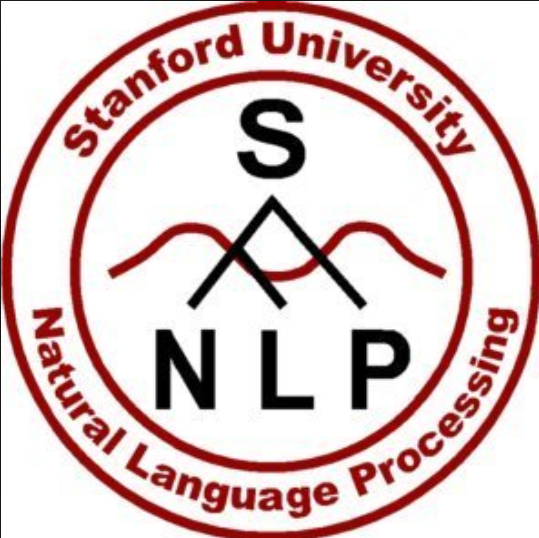 Stanford University
S
N L P
Natural Language Processing